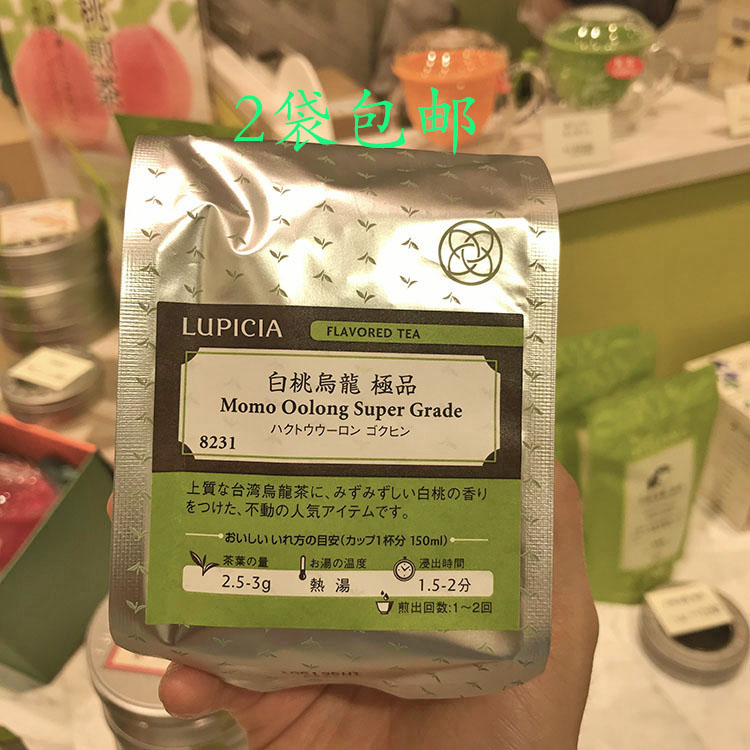 2袋包邮
LUPICIA
FLAVORED TEA
白桃烏龍 極品
Momo Oolong Super Grade
ハクトウウーロン ゴクヒン
8231
上質な台湾烏龍茶に、みずみずしい白桃の香り
をつけた、不動の人気アイテムです。
おいしいいれ方の目安(カップ1杯分 150ml)
茶葉の量
2.5-3g
お湯の温度
熱湯
浸出時間
1.5-2分
煎出回数:1〜2回